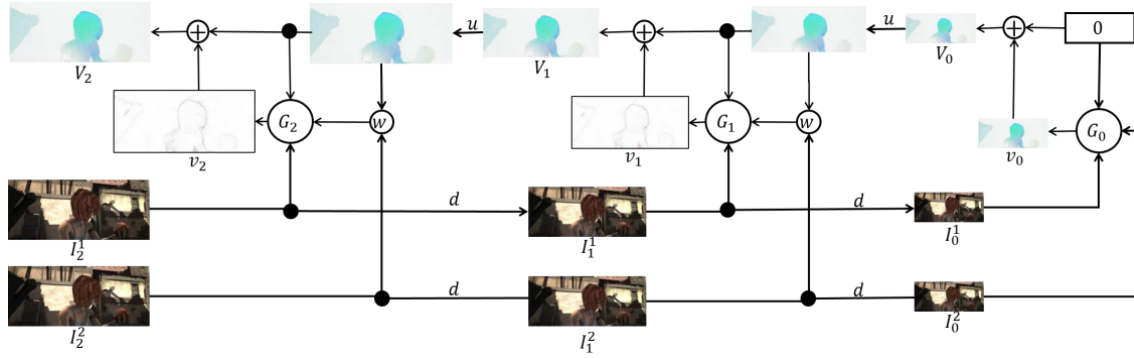 u u 0
V₂ V₁ V₀
G₂ w G₁ w G₀
v₂ v₁ v₀
d d
I₂¹ I₁¹ I₀¹
d d
I₂² I₁² I₀²